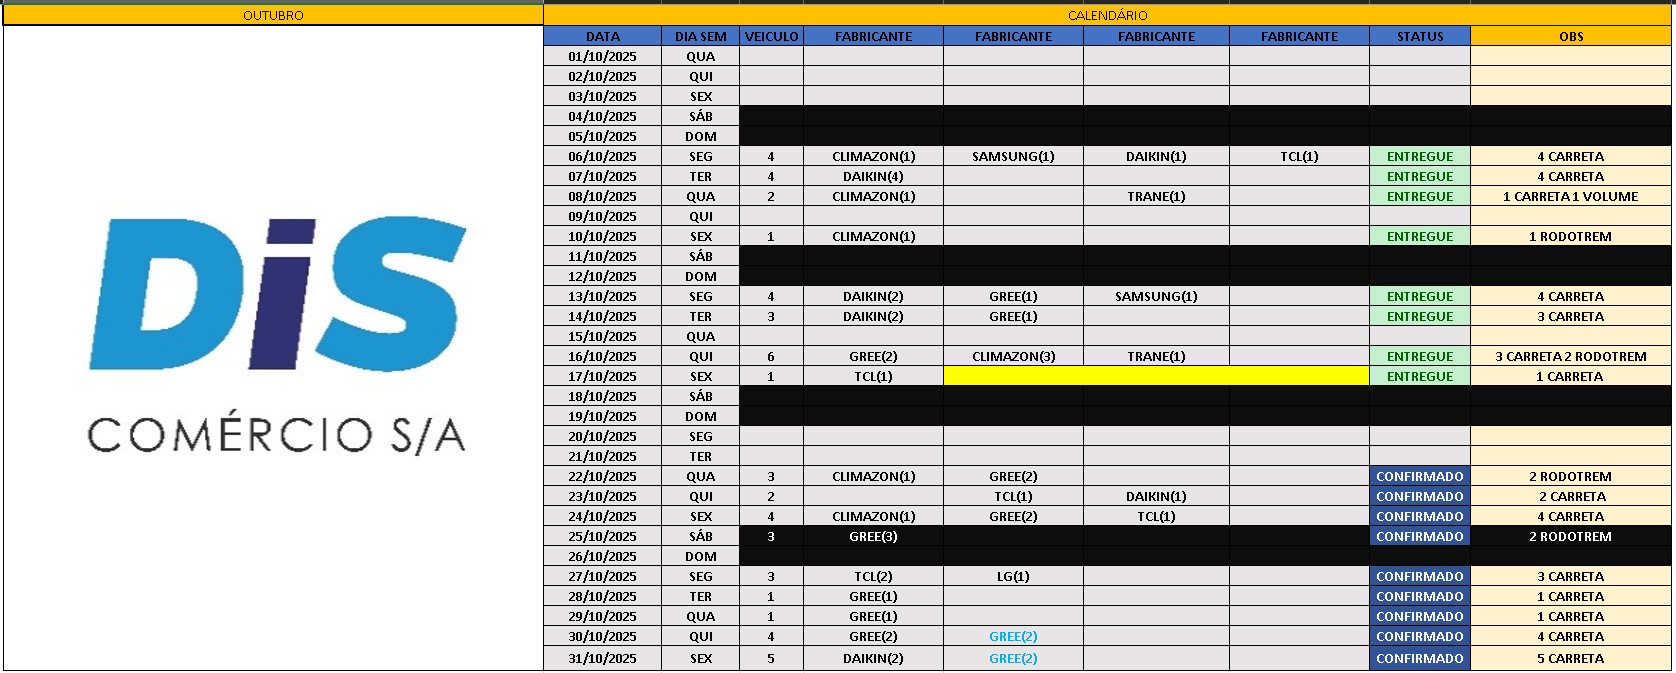 OUTUBRO
CALENDÁRIO
DATA DIA SEM VEICULO FABRICANTE FABRICANTE FABRICANTE FABRICANTE STATUS OBS
01/10/2025 QUA
02/10/2025 QUI
03/10/2025 SEX
04/10/2025 SÁB
05/10/2025 DOM
06/10/2025 SEG 4 CLIMAZON(1) SAMSUNG(1) DAIKIN(1) TCL(1) ENTREGUE 4 CARRETA
07/10/2025 TER 4 DAIKIN(4) ENTREGUE 4 CARRETA
08/10/2025 QUA 2 CLIMAZON(1) TRANE(1) ENTREGUE 1 CARRETA 1 VOLUME
09/10/2025 QUI
10/10/2025 SEX 1 CLIMAZON(1) ENTREGUE 1 RODOTREM
11/10/2025 SÁB
12/10/2025 DOM
13/10/2025 SEG 4 DAIKIN(2) GREE(1) SAMSUNG(1) ENTREGUE 4 CARRETA
14/10/2025 TER 3 DAIKIN(2) GREE(1) ENTREGUE 3 CARRETA
15/10/2025 QUA
16/10/2025 QUI 6 GREE(2) CLIMAZON(3) TRANE(1) ENTREGUE 3 CARRETA 2 RODOTREM
17/10/2025 SEX 1 TCL(1) ENTREGUE 1 CARRETA
18/10/2025 SÁB
19/10/2025 DOM
20/10/2025 SEG
21/10/2025 TER
22/10/2025 QUA 3 CLIMAZON(1) GREE(2) CONFIRMADO 2 RODOTREM
23/10/2025 QUI 2 TCL(1) DAIKIN(1) CONFIRMADO 2 CARRETA
24/10/2025 SEX 4 CLIMAZON(1) GREE(2) TCL(1) CONFIRMADO 4 CARRETA
25/10/2025 SÁB 3 GREE(3) CONFIRMADO 2 RODOTREM
26/10/2025 DOM
27/10/2025 SEG 3 TCL(2) LG(1) CONFIRMADO 3 CARRETA
28/10/2025 TER 1 GREE(1) CONFIRMADO 1 CARRETA
29/10/2025 QUA 1 GREE(1) CONFIRMADO 1 CARRETA
30/10/2025 QUI 4 GREE(2) GREE(2) CONFIRMADO 4 CARRETA
31/10/2025 SEX 5 DAIKIN(2) GREE(2) CONFIRMADO 5 CARRETA
DiS
COMÉRCIO S/A